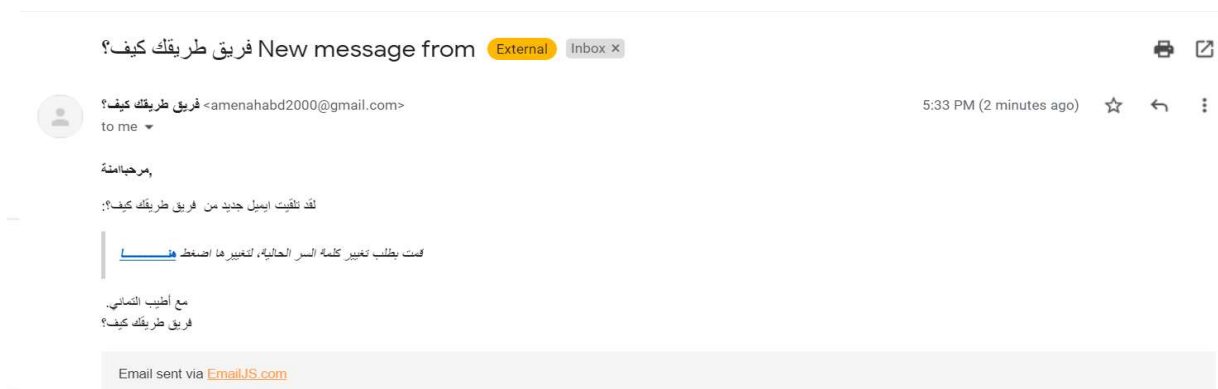 New message from فريق طريقك كيف؟ External Inbox ×
فريق طريقك كيف؟ <amenahabd2000@gmail.com> 5:33 PM (2 minutes ago)
to me
مرحباامنة,
لقد تلقيت ايميل جديد من فريق طريقك كيف؟:
قمت بطلب تغيير كلمة السر الحالية، لتغييرها اضغط هنــــــــا
مع أطيب التماني.
فريق طريقك كيف؟
Email sent via EmailJS.com